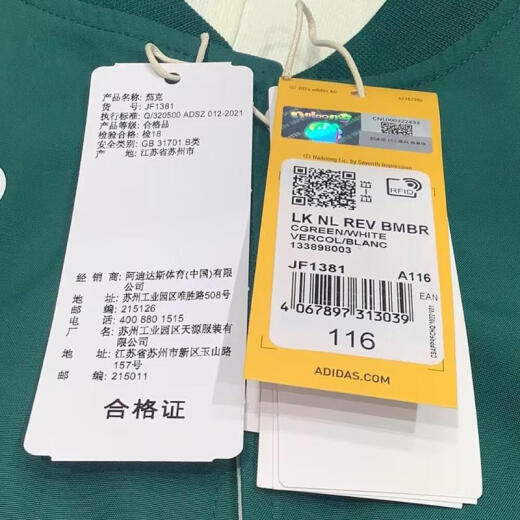 产品名称: 茄克
货 号: JF1381
执行标准: Q/320500 ADSZ 012-2021
产品等级: 合格品
检验合格: 检18
安全类别: GB 31701 B类
产 地: 江苏省苏州市
经 销 商: 阿迪达斯体育(中国)有限公司
地 址: 苏州工业园区唯胜路508号
邮 编: 215126
电 话: 400 880 1515
制 造 商: 苏州工业园区天源服装有限公司
地 址: 江苏省苏州市新区玉山路157号
邮 编: 215011
合格证
© Nailoong Lic. by Seventh Impression
RFID
LK NL REV BMBR
CGREEN/WHITE
VERCOL/BLANC
133898003
JF1381
A116
EAN
4 067897 313039
116
ADIDAS.COM